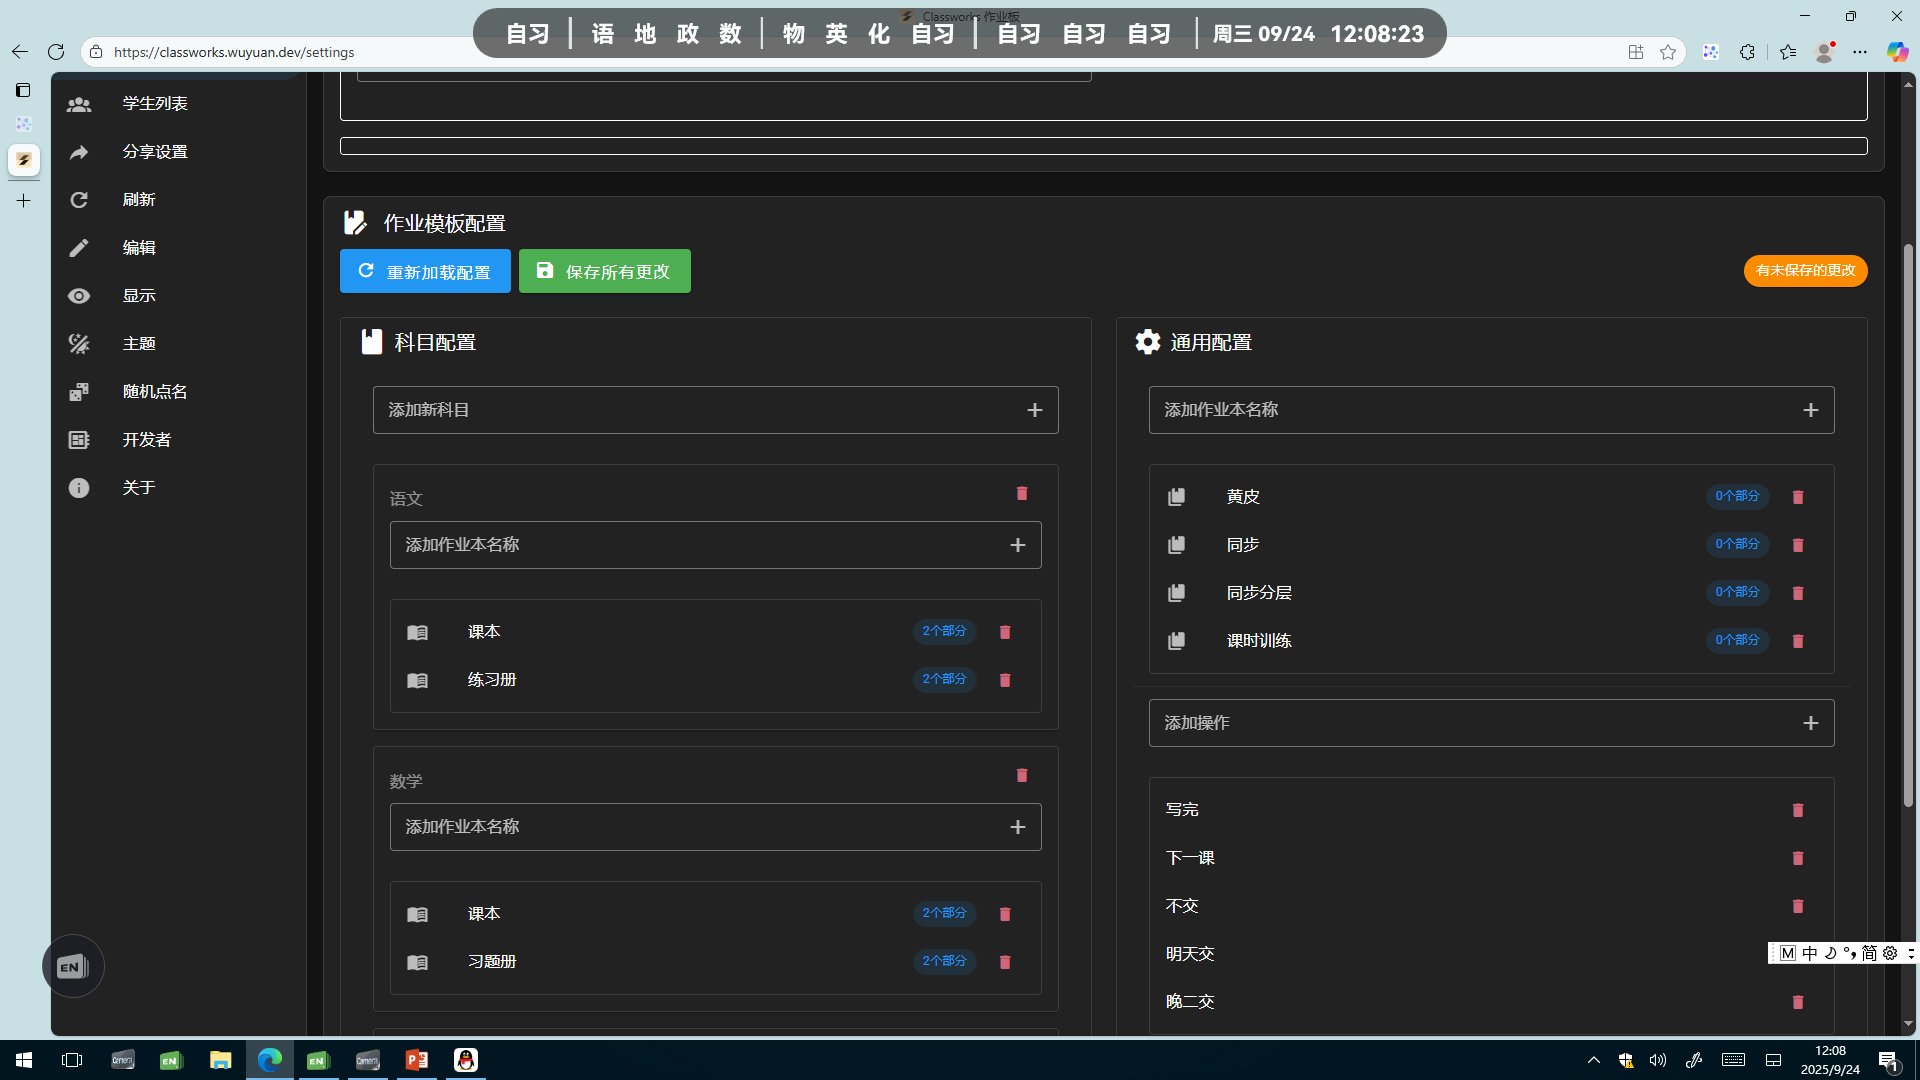 Classworks 作业板
自习 语 地 政 数 物 英 化 自习 自习 自习 自习 周三 09/24 12:08:23
https://classworks.wuyuan.dev/settings
学生列表
分享设置
刷新
编辑
显示
主题
随机点名
开发者
关于
作业模板配置
重新加载配置
保存所有更改
有未保存的更改
科目配置
添加新科目
语文
添加作业本名称
课本 2个部分
练习册 2个部分
数学
添加作业本名称
课本 2个部分
习题册 2个部分
通用配置
添加作业本名称
黄皮 0个部分
同步 0个部分
同步分层 0个部分
课时训练 0个部分
添加操作
写完
下一课
不交
明天交
晚二交
EN
M 中 简
Camera EN EN Camera
12:08
2025/9/24
1